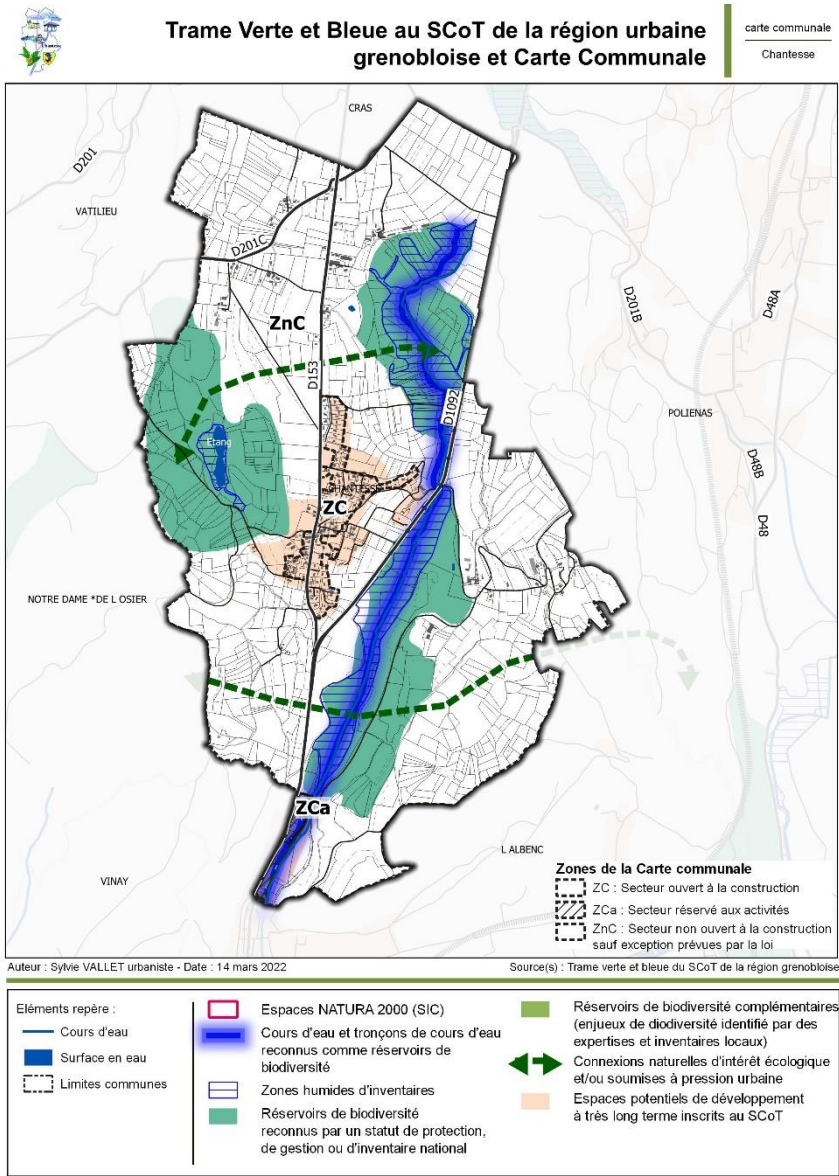 Trame Verte et Bleue au SCoT de la région urbaine
grenobloise et Carte Communale
carte communale
Chantesse
CRAS
D201
VATILIEU
D201C
ZnC
D153
D1092
D201B
D48A
POLIENAS
D48B
D48
Etang
CHANTESSE
ZC
NOTRE DAME *DE L OSIER
ZCa
VINAY
L ALBENC
Zones de la Carte communale
ZC : Secteur ouvert à la construction
ZCa : Secteur réservé aux activités
ZnC : Secteur non ouvert à la construction
sauf exception prévues par la loi
Auteur : Sylvie VALLET urbaniste - Date : 14 mars 2022
Source(s) : Trame verte et bleue du SCoT de la région grenobloise
Eléments repère :
Cours d'eau
Surface en eau
Limites communes
Espaces NATURA 2000 (SIC)
Cours d'eau et tronçons de cours d'eau
reconnus comme réservoirs de
biodiversité
Zones humides d'inventaires
Réservoirs de biodiversité
reconnus par un statut de protection,
de gestion ou d'inventaire national
Réservoirs de biodiversité complémentaires
(enjeux de diodiversité identifié par des
expertises et inventaires locaux)
Connexions naturelles d'intérêt écologique
et/ou soumises à pression urbaine
Espaces potentiels de développement
à très long terme inscrits au SCoT